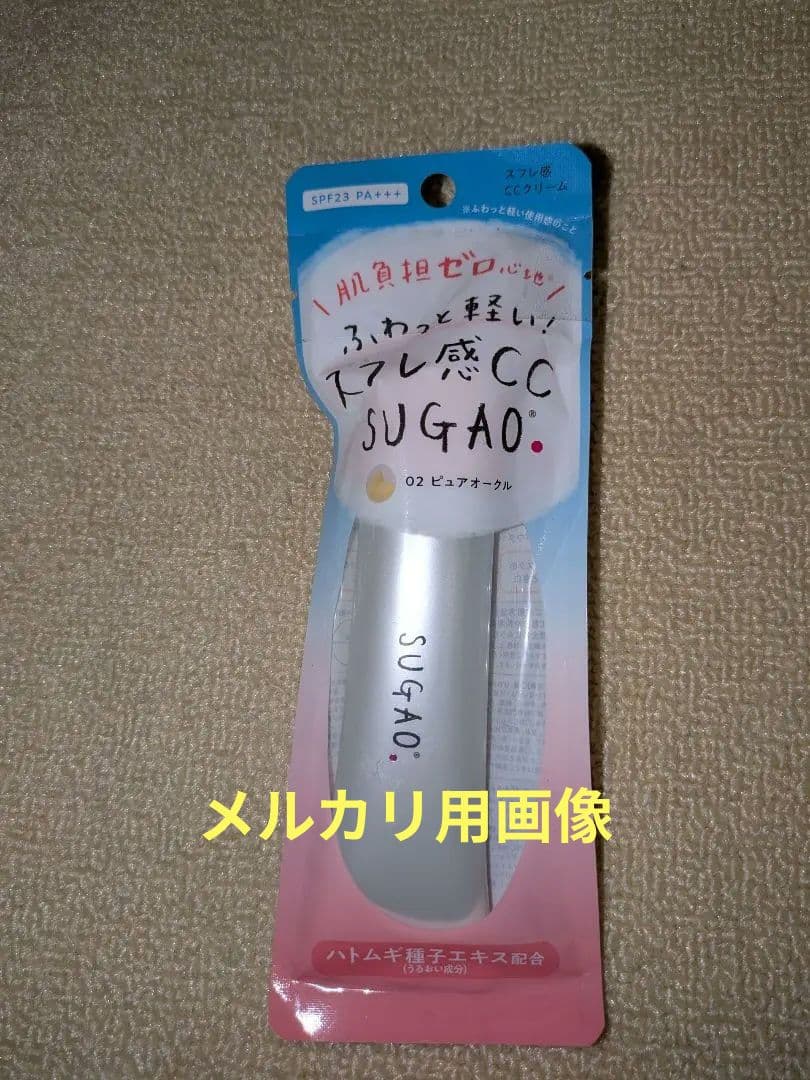 SPF23 PA+++
スフレ感
CCクリーム
※ふわっと軽い使用感のこと
肌負担ゼロ心地※
ふわっと軽い!
スフレ感CC
SUGAO®
02 ピュアオークル
SUGAO®
メルカリ用画像
ハトムギ種子エキス配合
(うるおい成分)